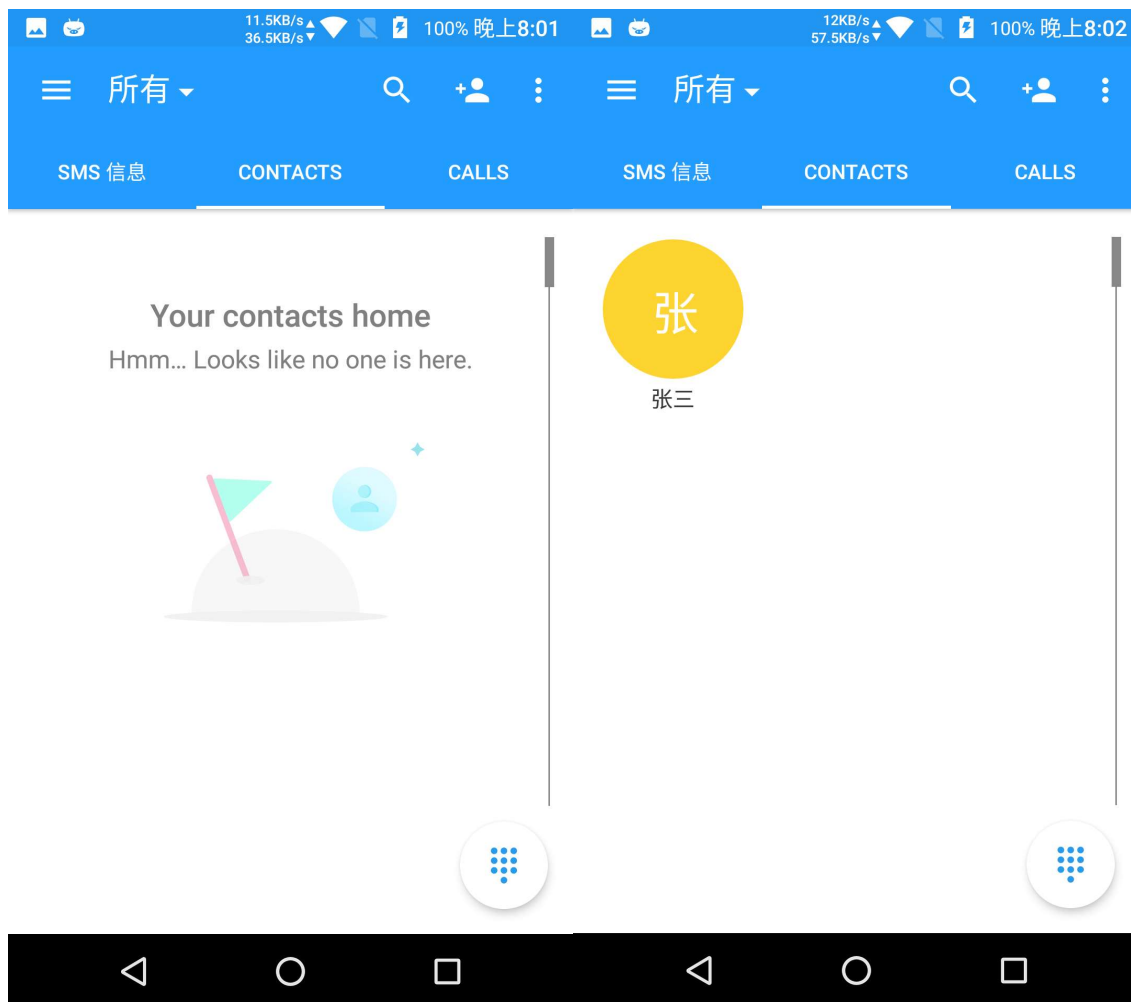 11.5KB/s
36.5KB/s
100% 晚上8:01
所有
SMS 信息 CONTACTS CALLS
Your contacts home
Hmm... Looks like no one is here.
12KB/s
57.5KB/s
100% 晚上8:02
所有
SMS 信息 CONTACTS CALLS
张
张三